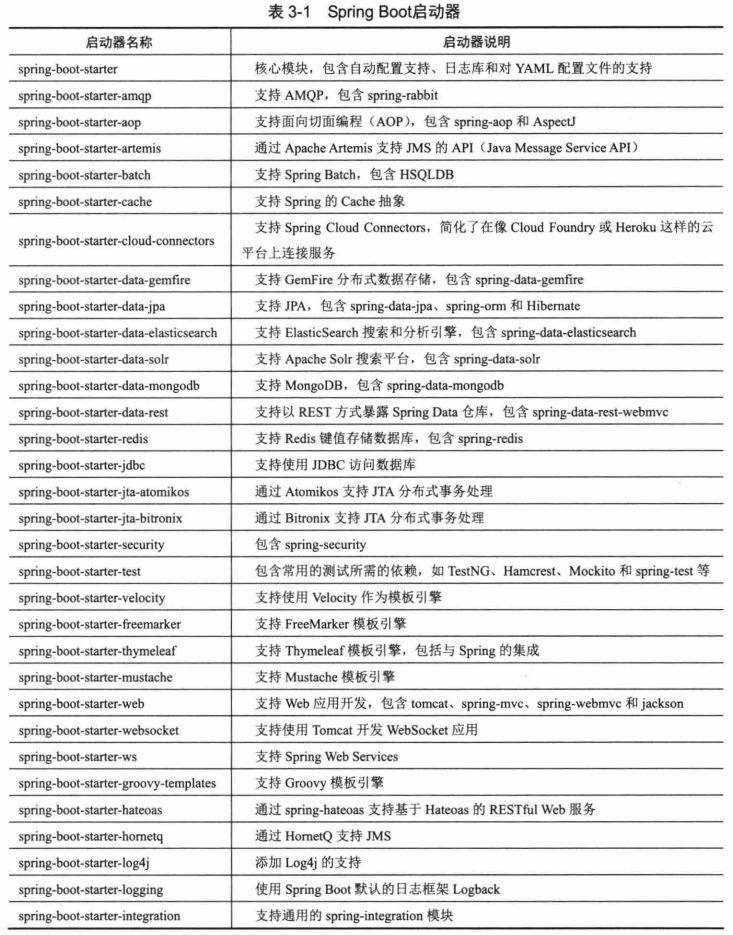 表 3-1 Spring Boot启动器
启动器名称 启动器说明
spring-boot-starter 核心模块，包含自动配置支持、日志库和对 YAML 配置文件的支持
spring-boot-starter-amqp 支持 AMQP，包含 spring-rabbit
spring-boot-starter-aop 支持面向切面编程（AOP），包含 spring-aop 和 AspectJ
spring-boot-starter-artemis 通过 Apache Artemis 支持 JMS 的 API（Java Message Service API）
spring-boot-starter-batch 支持 Spring Batch，包含 HSQLDB
spring-boot-starter-cache 支持 Spring 的 Cache 抽象
spring-boot-starter-cloud-connectors 支持 Spring Cloud Connectors，简化了在像 Cloud Foundry 或 Heroku 这样的云
平台上连接服务
spring-boot-starter-data-gemfire 支持 GemFire 分布式数据存储，包含 spring-data-gemfire
spring-boot-starter-data-jpa 支持 JPA，包含 spring-data-jpa、spring-orm 和 Hibernate
spring-boot-starter-data-elasticsearch 支持 ElasticSearch 搜索和分析引擎，包含 spring-data-elasticsearch
spring-boot-starter-data-solr 支持 Apache Solr 搜索平台，包含 spring-data-solr
spring-boot-starter-data-mongodb 支持 MongoDB，包含 spring-data-mongodb
spring-boot-starter-data-rest 支持以 REST 方式暴露 Spring Data 仓库，包含 spring-data-rest-webmvc
spring-boot-starter-redis 支持 Redis 键值存储数据库，包含 spring-redis
spring-boot-starter-jdbc 支持使用 JDBC 访问数据库
spring-boot-starter-jta-atomikos 通过 Atomikos 支持 JTA 分布式事务处理
spring-boot-starter-jta-bitronix 通过 Bitronix 支持 JTA 分布式事务处理
spring-boot-starter-security 包含 spring-security
spring-boot-starter-test 包含常用的测试所需的依赖，如 TestNG、Hamcrest、Mockito 和 spring-test 等
spring-boot-starter-velocity 支持使用 Velocity 作为模板引擎
spring-boot-starter-freemarker 支持 FreeMarker 模板引擎
spring-boot-starter-thymeleaf 支持 Thymeleaf 模板引擎，包括与 Spring 的集成
spring-boot-starter-mustache 支持 Mustache 模板引擎
spring-boot-starter-web 支持 Web 应用开发，包含 tomcat、spring-mvc、spring-webmvc 和 jackson
spring-boot-starter-websocket 支持使用 Tomcat 开发 WebSocket 应用
spring-boot-starter-ws 支持 Spring Web Services
spring-boot-starter-groovy-templates 支持 Groovy 模板引擎
spring-boot-starter-hateoas 通过 spring-hateoas 支持基于 Hateoas 的 RESTful Web 服务
spring-boot-starter-hornetq 通过 HornetQ 支持 JMS
spring-boot-starter-log4j 添加 Log4j 的支持
spring-boot-starter-logging 使用 Spring Boot 默认的日志框架 Logback
spring-boot-starter-integration 支持通用的 spring-integration 模块